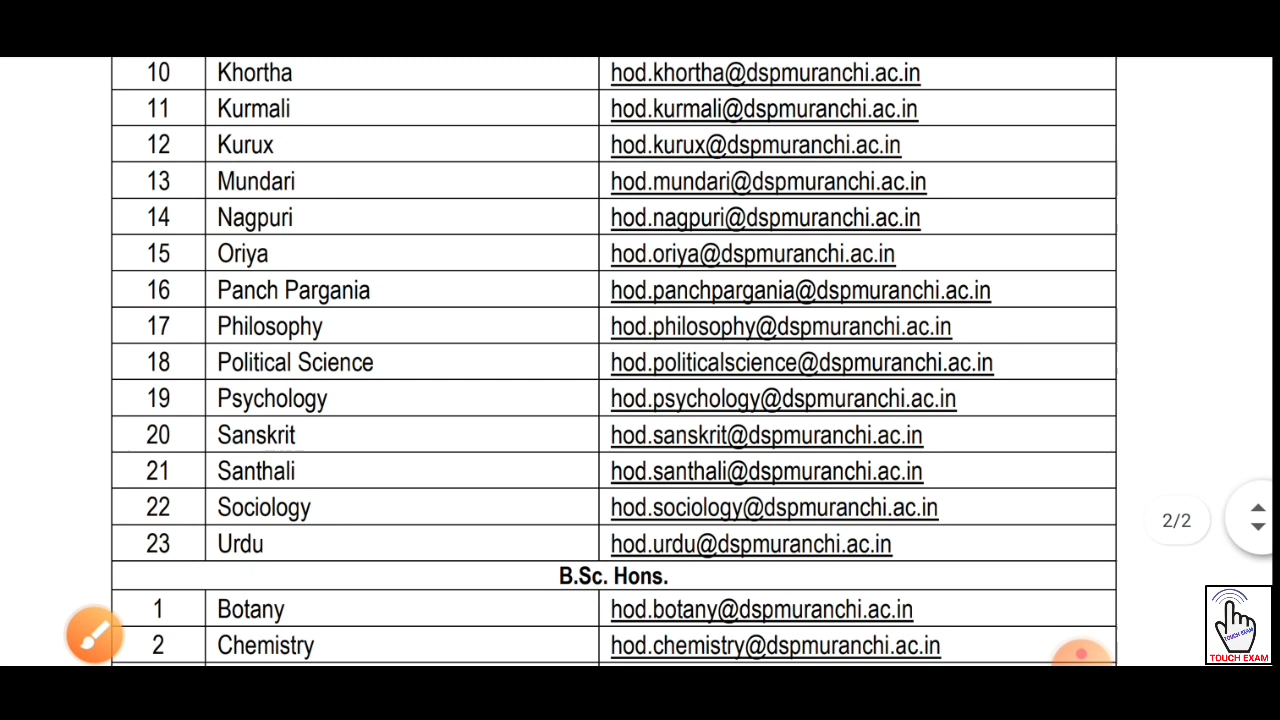 10 Khortha hod.khortha@dspmuranchi.ac.in
11 Kurmali hod.kurmali@dspmuranchi.ac.in
12 Kurux hod.kurux@dspmuranchi.ac.in
13 Mundari hod.mundari@dspmuranchi.ac.in
14 Nagpuri hod.nagpuri@dspmuranchi.ac.in
15 Oriya hod.oriya@dspmuranchi.ac.in
16 Panch Pargania hod.panchpargania@dspmuranchi.ac.in
17 Philosophy hod.philosophy@dspmuranchi.ac.in
18 Political Science hod.politicalscience@dspmuranchi.ac.in
19 Psychology hod.psychology@dspmuranchi.ac.in
20 Sanskrit hod.sanskrit@dspmuranchi.ac.in
21 Santhali hod.santhali@dspmuranchi.ac.in
22 Sociology hod.sociology@dspmuranchi.ac.in
2/2
23 Urdu hod.urdu@dspmuranchi.ac.in
B.Sc. Hons.
1 Botany hod.botany@dspmuranchi.ac.in
2 Chemistry hod.chemistry@dspmuranchi.ac.in
TOUCH EXAM
TOUCH EXAM